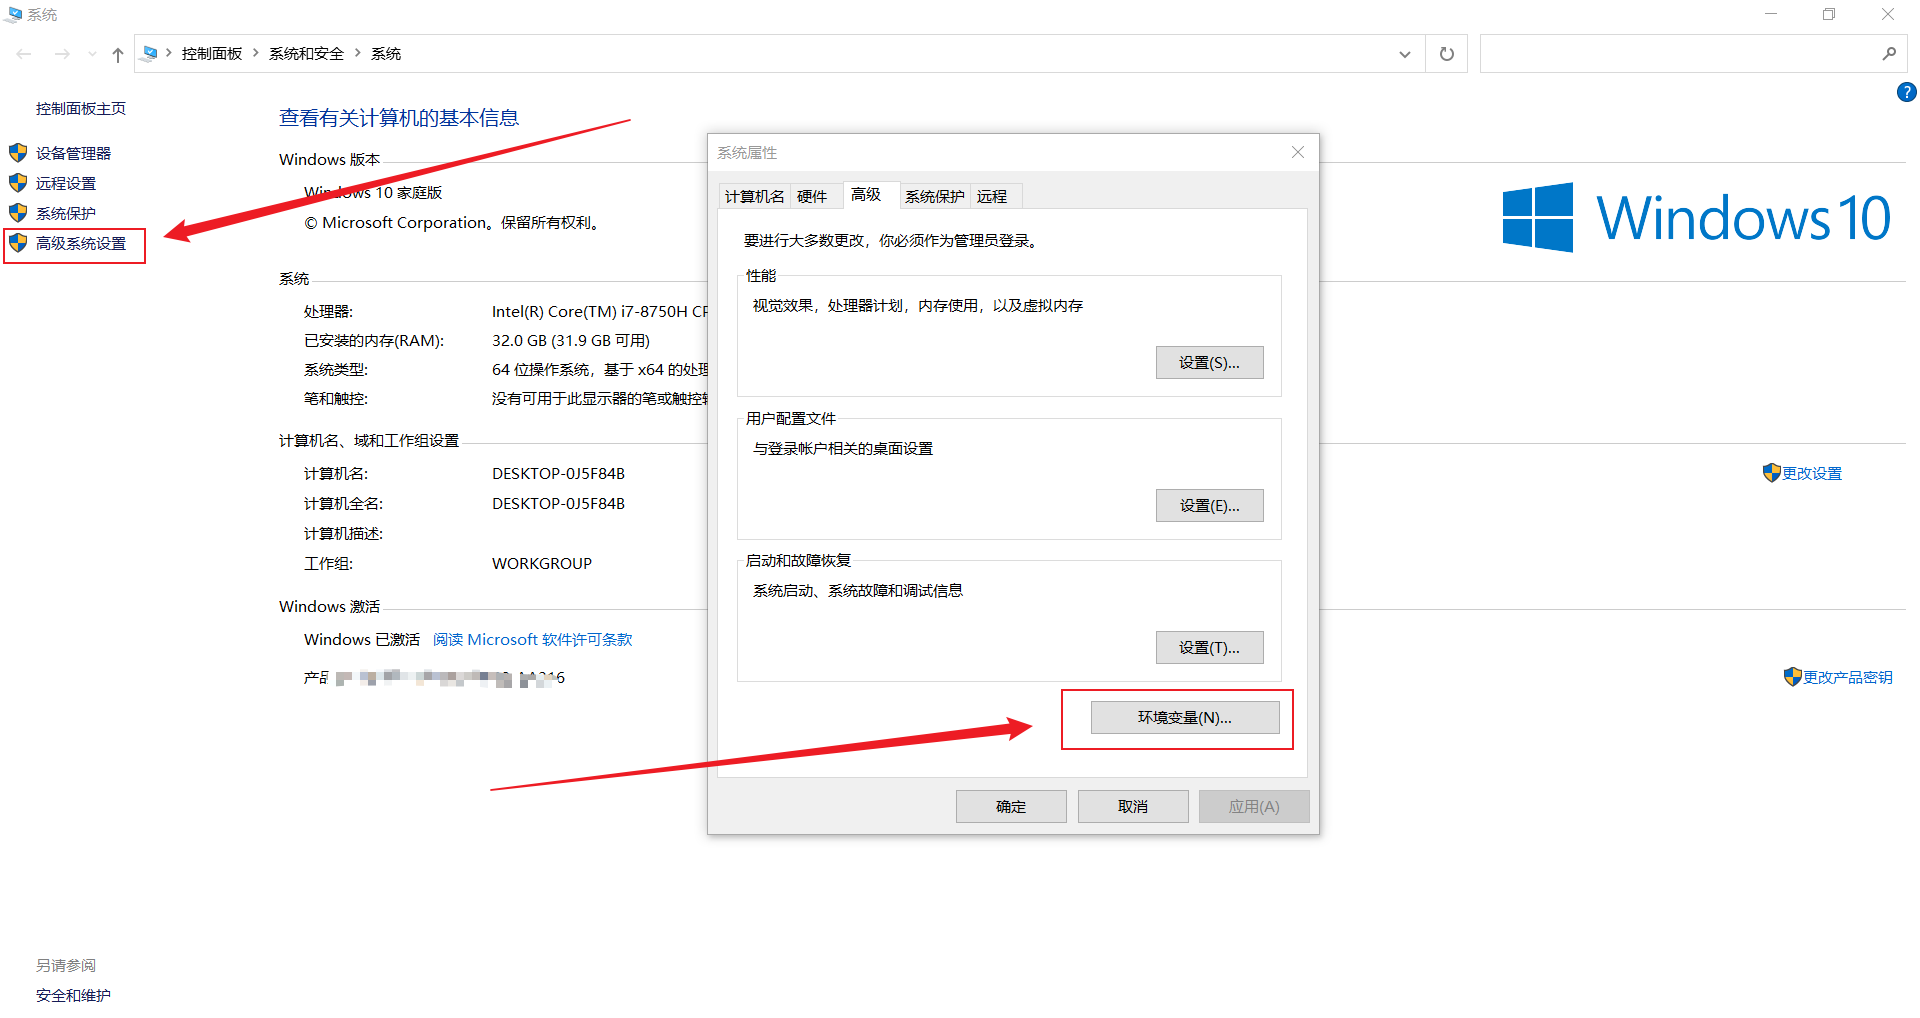 系统
控制面板 系统和安全 系统
控制面板主页
设备管理器
远程设置
系统保护
高级系统设置
查看有关计算机的基本信息
Windows 版本
Windows 10 家庭版
© Microsoft Corporation。保留所有权利。
Windows 10
系统
处理器: Intel(R) Core(TM) i7-8750H
已安装的内存(RAM): 32.0 GB (31.9 GB 可用)
系统类型: 64 位操作系统，基于 x64 的处理
笔和触控: 没有可用于此显示器的笔或触控
计算机名、域和工作组设置
计算机名: DESKTOP-0J5F84B
更改设置
计算机全名: DESKTOP-0J5F84B
计算机描述:
工作组: WORKGROUP
Windows 激活
Windows 已激活 阅读 Microsoft 软件许可条款
更改产品密钥
另请参阅
安全和维护
系统属性
计算机名 硬件 高级 系统保护 远程
要进行大多数更改，你必须作为管理员登录。
性能
视觉效果，处理器计划，内存使用，以及虚拟内存
设置(S)...
用户配置文件
与登录帐户相关的桌面设置
设置(E)...
启动和故障恢复
系统启动、系统故障和调试信息
设置(T)...
环境变量(N)...
确定 取消 应用(A)